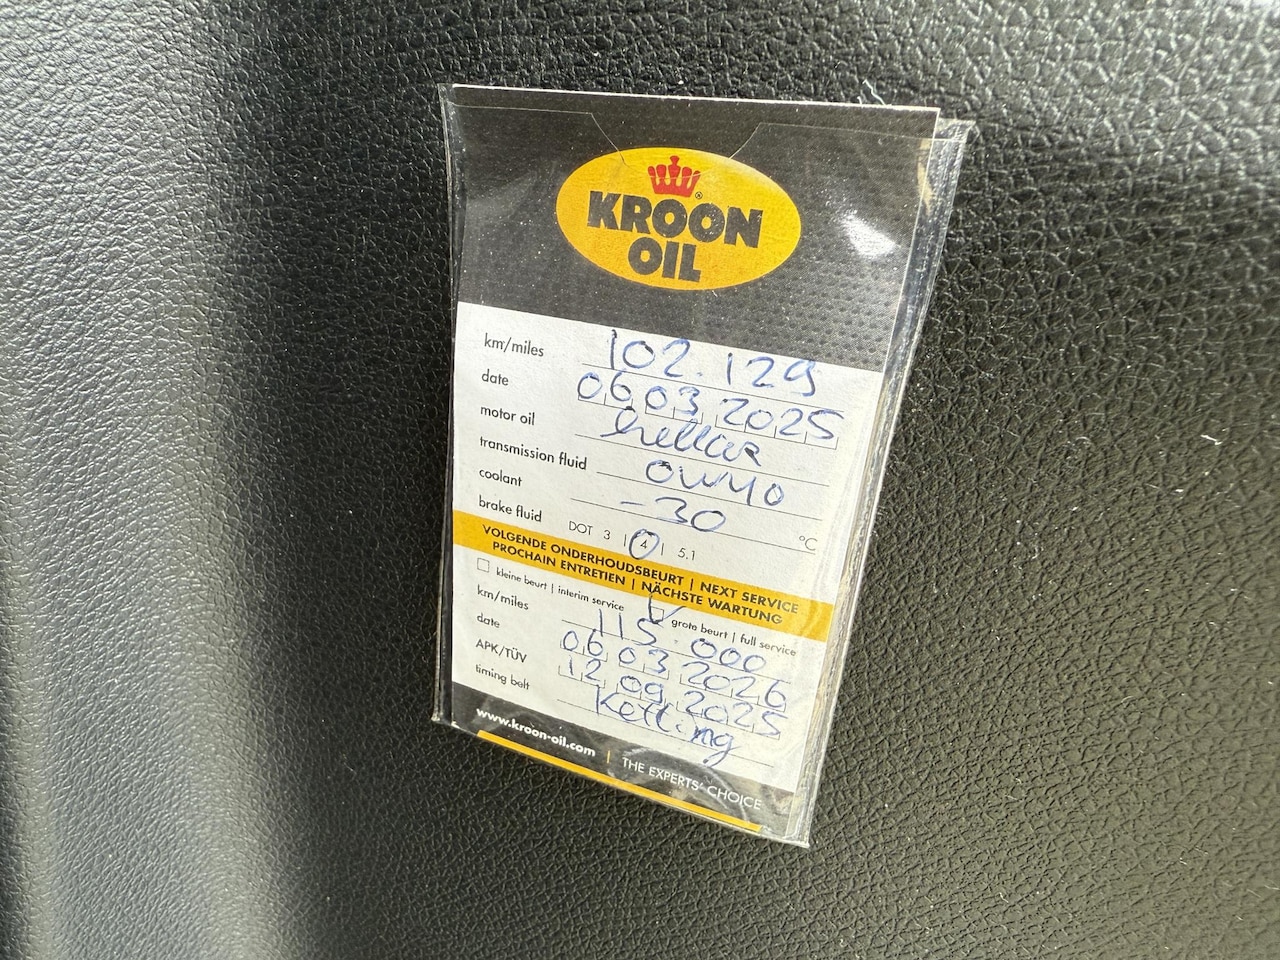 KROON
OIL
km/miles 102.129
date 06 03 2025
motor oil
transmission fluid 0W40
coolant -30 °C
brake fluid DOT 3 | 4 | 5.1
VOLGENDE ONDERHOUDSBEURT | NEXT SERVICE
PROCHAIN ENTRETIEN | NÄCHSTE WARTUNG
kleine beurt | interim service grote beurt | full service
km/miles 115.000
date 06 03 2026
APK/TÜV 12 09 2025
timing belt Ketting
www.kroon-oil.com | THE EXPERTS' CHOICE